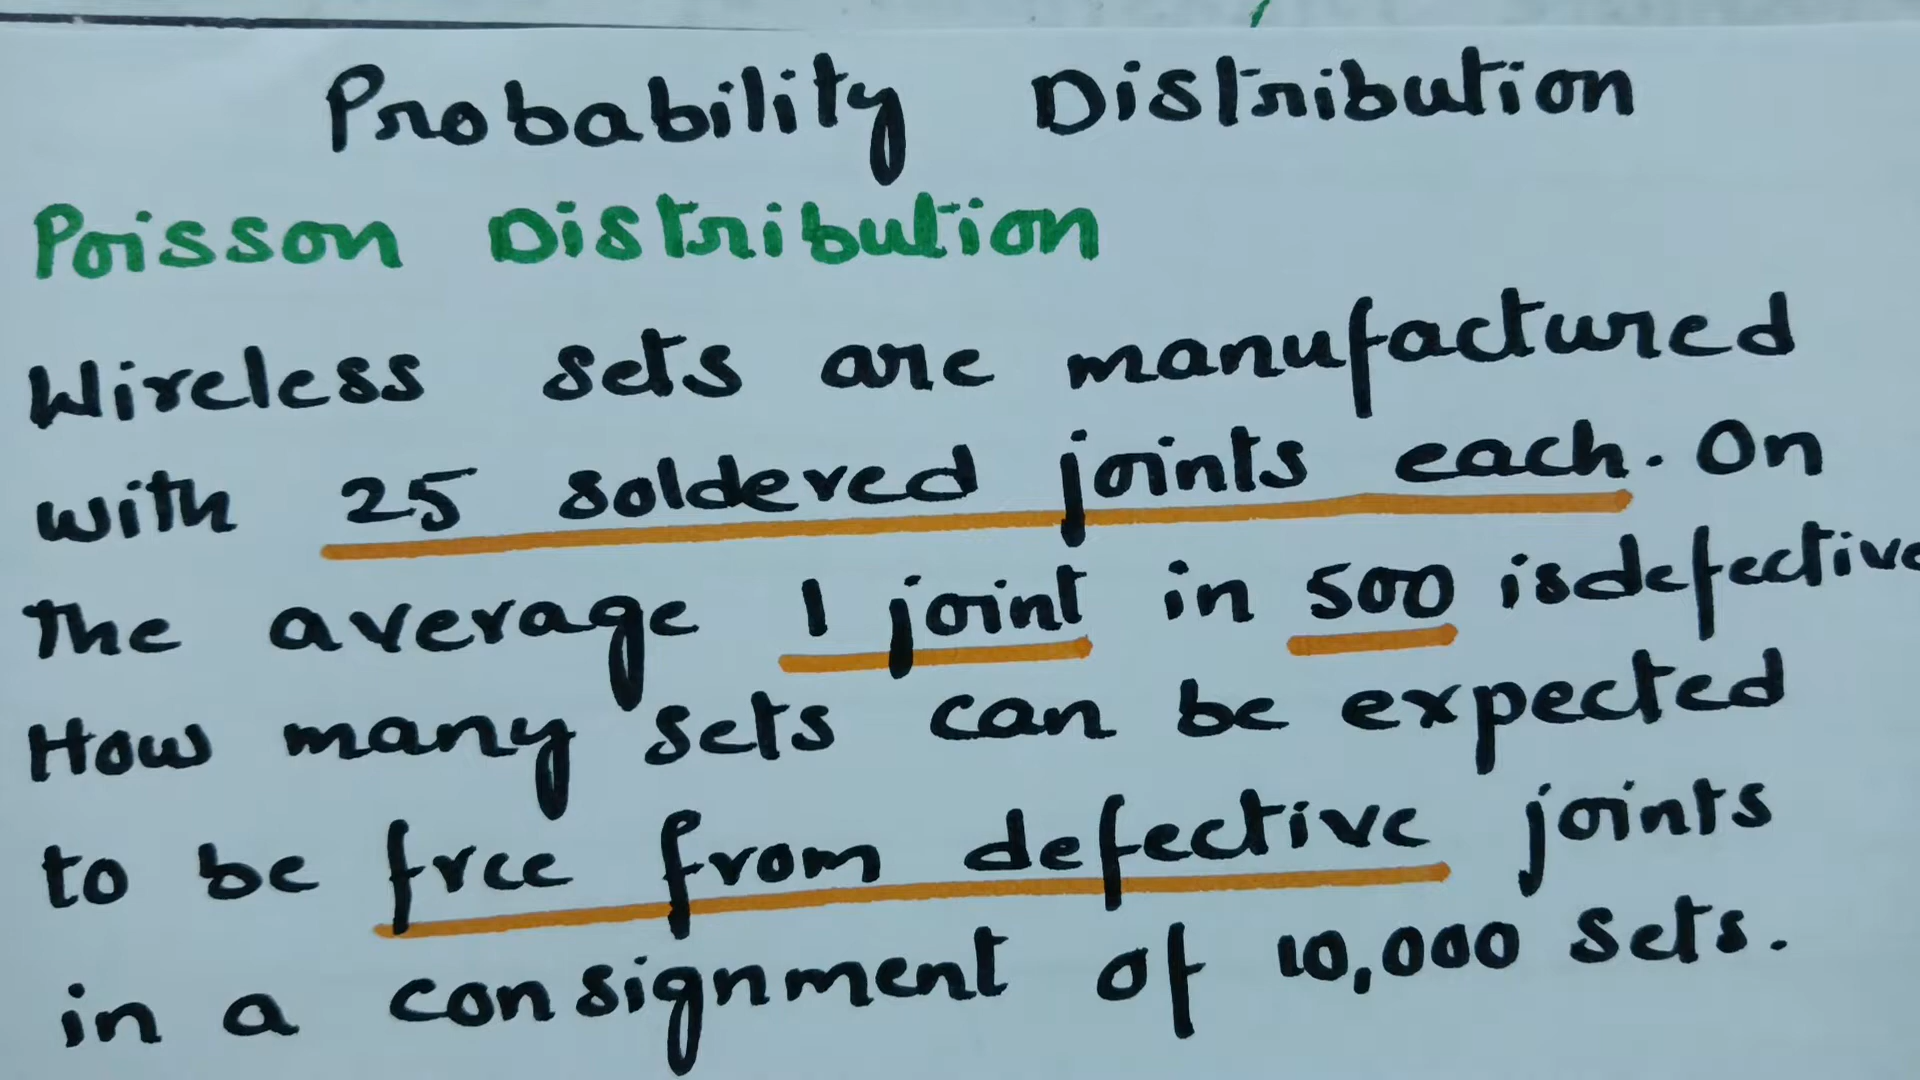 Probability Distribution
Poisson Distribution
Wireless sets are manufactured
with 25 soldered joints each. On
the average 1 joint in 500 is defective
How many sets can be expected
to be free from defective joints
in a consignment of 10,000 sets.